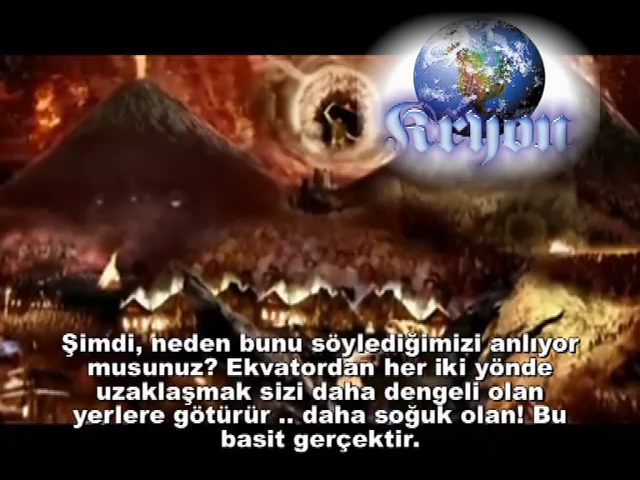 Kryon
Şimdi, neden bunu söylediğimizi anlıyor
musunuz? Ekvatordan her iki yönde
uzaklaşmak sizi daha dengeli olan
yerlere götürür .. daha soğuk olan! Bu
basit gerçektir.